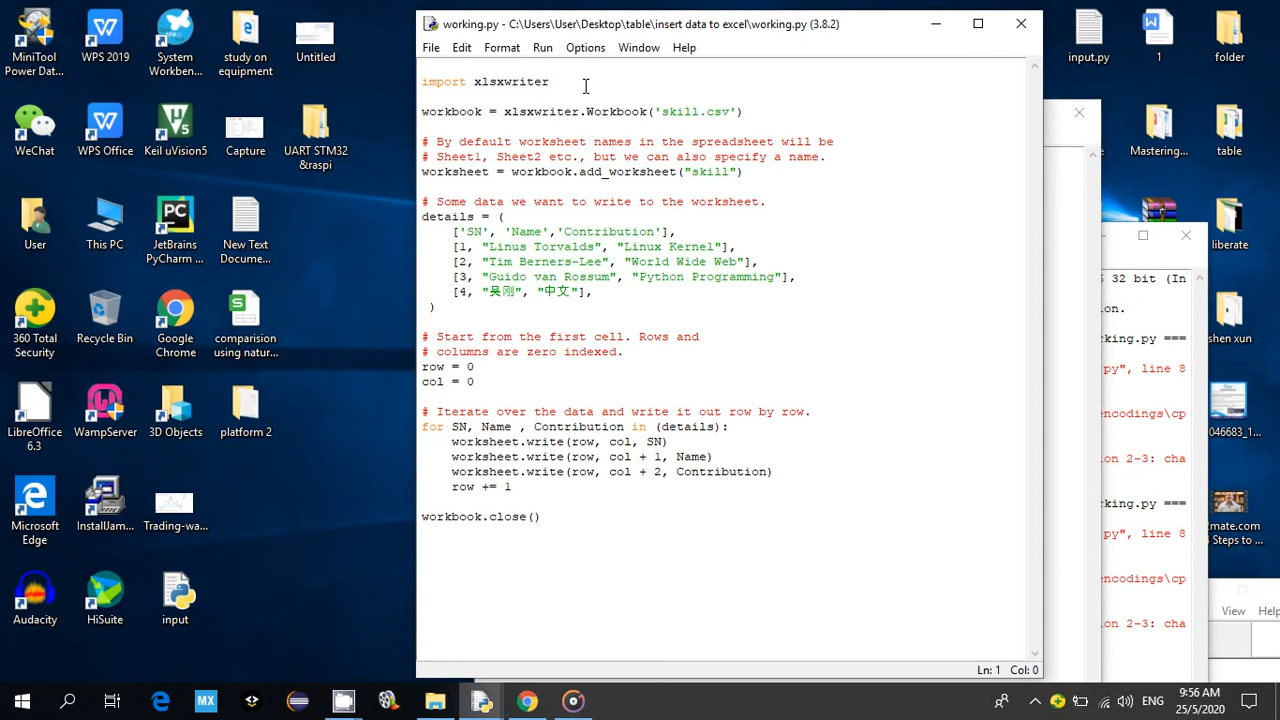 working.py - C:\Users\User\Desktop\table\insert data to excel\working.py (3.8.2)
File Edit Format Run Options Window Help
import xlsxwriter
workbook = xlsxwriter.Workbook('skill.csv')
# By default worksheet names in the spreadsheet will be
# Sheet1, Sheet2 etc., but we can also specify a name.
worksheet = workbook.add_worksheet("skill")
# Some data we want to write to the worksheet.
details = (
['SN', 'Name','Contribution'],
[1, "Linus Torvalds", "Linux Kernel"],
[2, "Tim Berners-Lee", "World Wide Web"],
[3, "Guido van Rossum", "Python Programming"],
[4, "吴刚", "中文"],
)
# Start from the first cell. Rows and
# columns are zero indexed.
row = 0
col = 0
# Iterate over the data and write it out row by row.
for SN, Name , Contribution in (details):
worksheet.write(row, col, SN)
worksheet.write(row, col + 1, Name)
worksheet.write(row, col + 2, Contribution)
row += 1
workbook.close()
Ln: 1 Col: 0
MiniTool
Power Dat...
WPS 2019
System
Workbenc...
study on
equipment
Untitled
WeChat
WPS Office
Keil uVision5
Capture
UART STM32
&raspi
User
This PC
JetBrains
PyCharm ...
New Text
Docume...
360 Total
Security
Recycle Bin
Google
Chrome
comparision
using natur...
LibreOffice
6.3
WampServer
3D Objects
platform 2
Microsoft
Edge
InstallJam...
Trading-wa...
Audacity
HiSuite
input
input.py
1
folder
Mastering...
table
liberate
shen xun
046683_1...
2mate.com
4 Steps to ...
5 32 bit (In
on.
rking.py ===
py", line 8
encodings\cp
ion 2-3: cha
rking.py ===
py", line 8
encodings\cp
ion 2-3: cha
View Help
MX
ENG
9:56 AM
25/5/2020